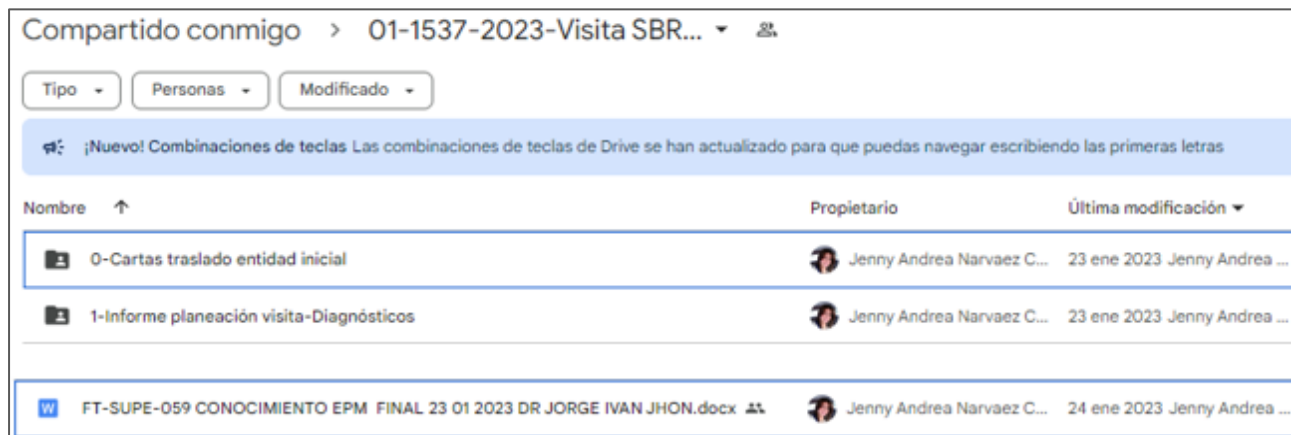 Compartido conmigo > 01-1537-2023-Visita SBR...
Tipo Personas Modificado
¡Nuevo! Combinaciones de teclas Las combinaciones de teclas de Drive se han actualizado para que puedas navegar escribiendo las primeras letras
Nombre Propietario Última modificación
0-Cartas traslado entidad inicial Jenny Andrea Narvaez C... 23 ene 2023 Jenny Andrea ...
1-Informe planeación visita-Diagnósticos Jenny Andrea Narvaez C... 23 ene 2023 Jenny Andrea ...
W FT-SUPE-059 CONOCIMIENTO EPM FINAL 23 01 2023 DR JORGE IVAN JHON.docx Jenny Andrea Narvaez C... 24 ene 2023 Jenny Andrea ...